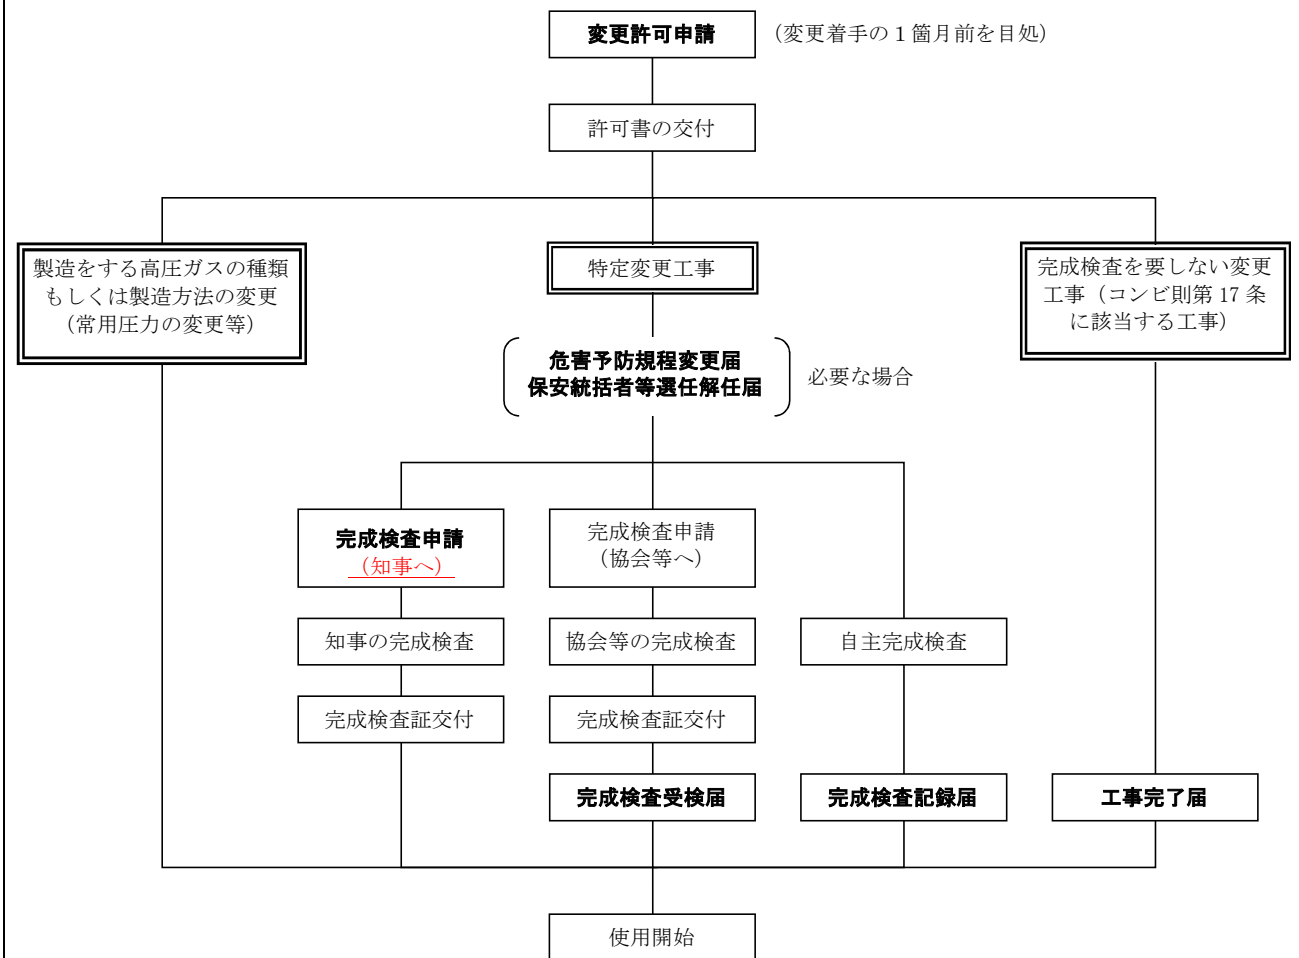 変更許可申請
（変更着手の１箇月前を目処）
許可書の交付
製造をする高圧ガスの種類
もしくは製造方法の変更
（常用圧力の変更等）
特定変更工事
完成検査を要しない変更
工事（コンビ則第 17 条
に該当する工事）
危害予防規程変更届
保安統括者等選任解任届
必要な場合
完成検査申請
（知事へ）
完成検査申請
（協会等へ）
知事の完成検査
協会等の完成検査
自主完成検査
完成検査証交付
完成検査証交付
完成検査受検届
完成検査記録届
工事完了届
使用開始